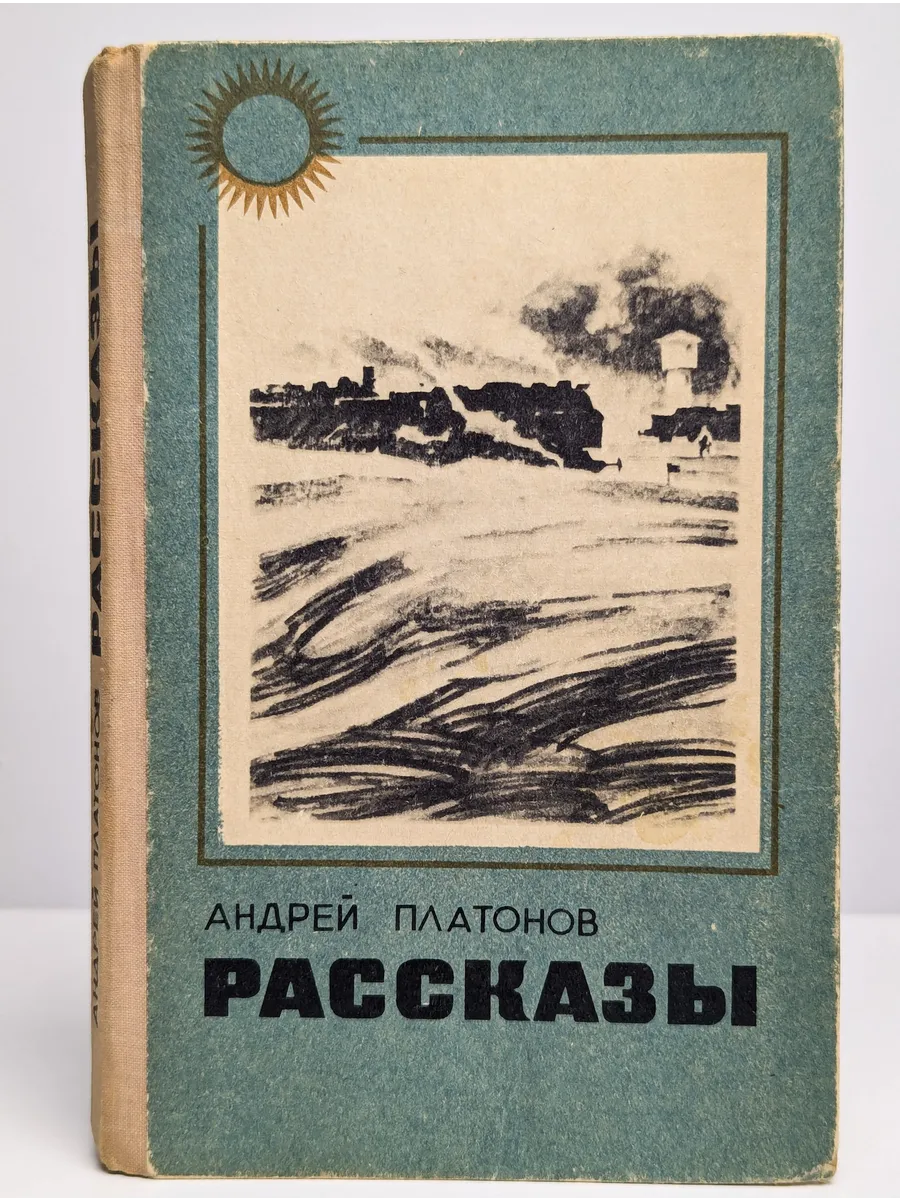 АНДРЕЙ ПЛАТОНОВ
РАССКАЗЫ
АНДРЕЙ ПЛАТОНОВ РАССКАЗЫ